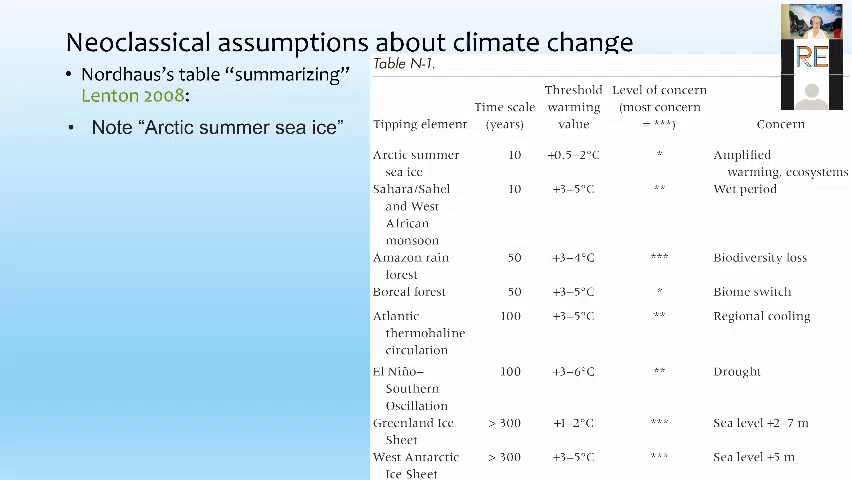 Neoclassical assumptions about climate change
• Nordhaus's table “summarizing”
Lenton 2008:
• Note “Arctic summer sea ice”
Table N-1.
Tipping element Time scale (years) Threshold warming value Level of concern (most concern = ***) Concern
Arctic summer sea ice 10 +0.5–2°C * Amplified warming, ecosystems
Sahara/Sahel and West African monsoon 10 +3–5°C ** Wet period
Amazon rain forest 50 +3–4°C *** Biodiversity loss
Boreal forest 50 +3–5°C * Biome switch
Atlantic thermohaline circulation 100 +3–5°C ** Regional cooling
El Niño–Southern Oscillation 100 +3–6°C ** Drought
Greenland Ice Sheet > 300 +1–2°C *** Sea level +2–7 m
West Antarctic Ice Sheet > 300 +3–5°C *** Sea level +5 m
RE